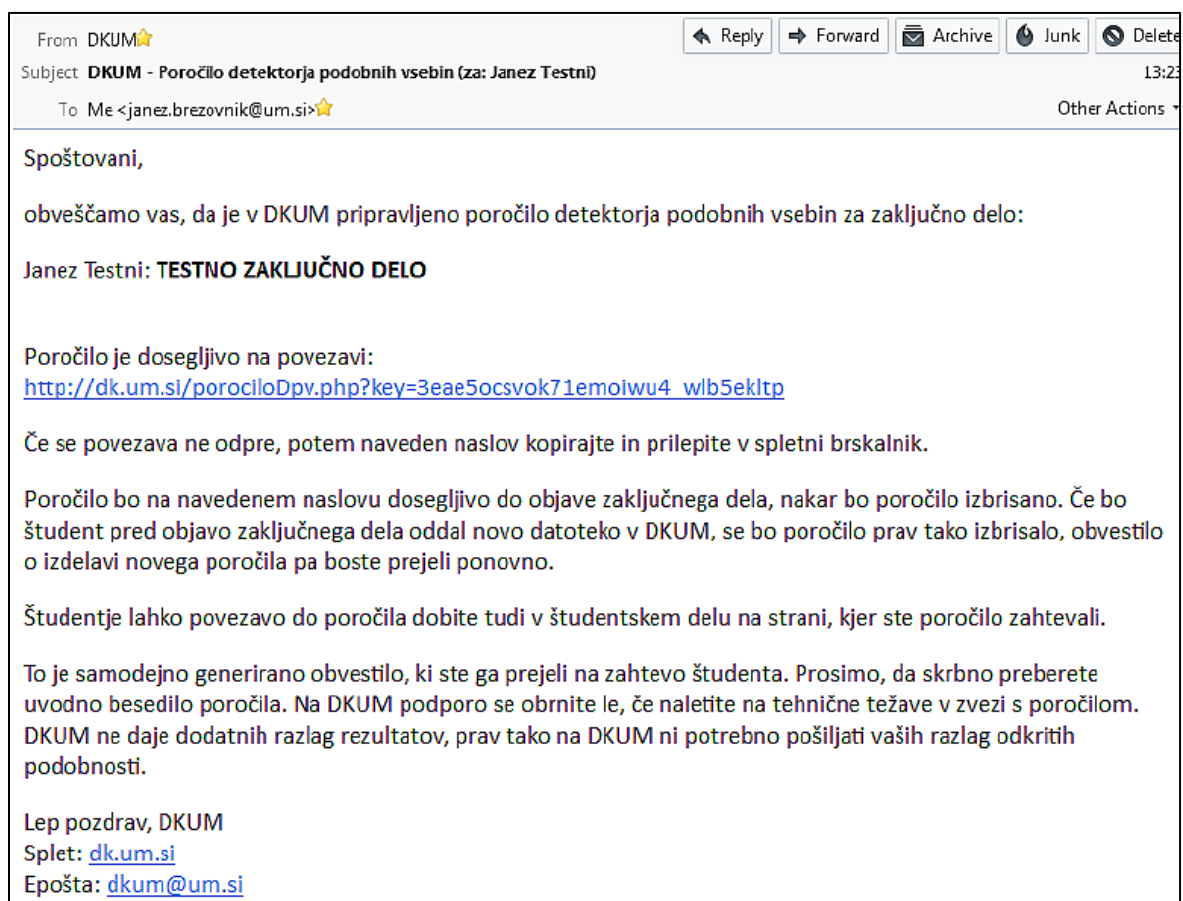 From DKUM
Reply Forward Archive Junk Delete
Subject DKUM - Poročilo detektorja podobnih vsebin (za: Janez Testni) 13:23
To Me <janez.brezovnik@um.si> Other Actions
Spoštovani,
obveščamo vas, da je v DKUM pripravljeno poročilo detektorja podobnih vsebin za zaključno delo:
Janez Testni: TESTNO ZAKLJUČNO DELO
Poročilo je dosegljivo na povezavi:
http://dk.um.si/porociloDpv.php?key=3eae5ocsvok71emoiwu4_wlb5ekltp
Če se povezava ne odpre, potem naveden naslov kopirajte in prilepite v spletni brskalnik.
Poročilo bo na navedenem naslovu dosegljivo do objave zaključnega dela, nakar bo poročilo izbrisano. Če bo
študent pred objavo zaključnega dela oddal novo datoteko v DKUM, se bo poročilo prav tako izbrisalo, obvestilo
o izdelavi novega poročila pa boste prejeli ponovno.
Študentje lahko povezavo do poročila dobite tudi v študentskem delu na strani, kjer ste poročilo zahtevali.
To je samodejno generirano obvestilo, ki ste ga prejeli na zahtevo študenta. Prosimo, da skrbno preberete
uvodno besedilo poročila. Na DKUM podporo se obrnite le, če naletite na tehnične težave v zvezi s poročilom.
DKUM ne daje dodatnih razlag rezultatov, prav tako na DKUM ni potrebno pošiljati vaših razlag odkritih
podobnosti.
Lep pozdrav, DKUM
Splet: dk.um.si
Epošta: dkum@um.si